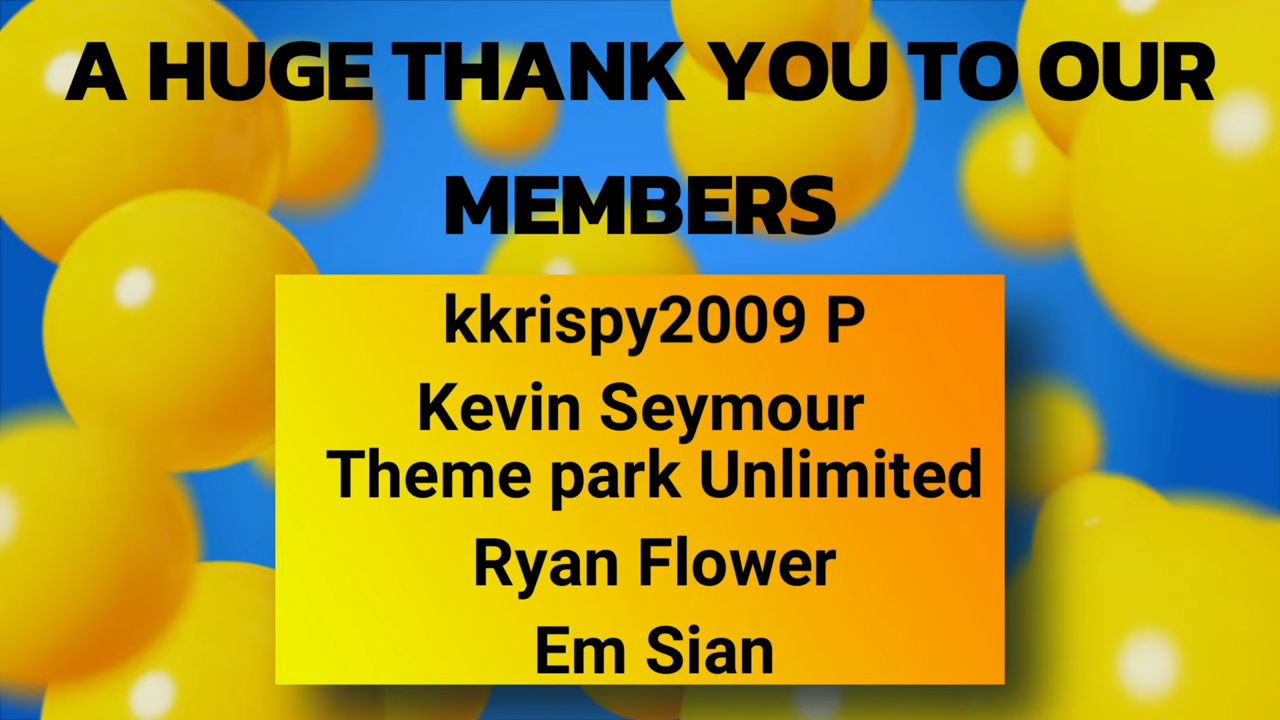 A HUGE THANK YOU TO OUR
MEMBERS
kkrispy2009 P
Kevin Seymour
Theme park Unlimited
Ryan Flower
Em Sian